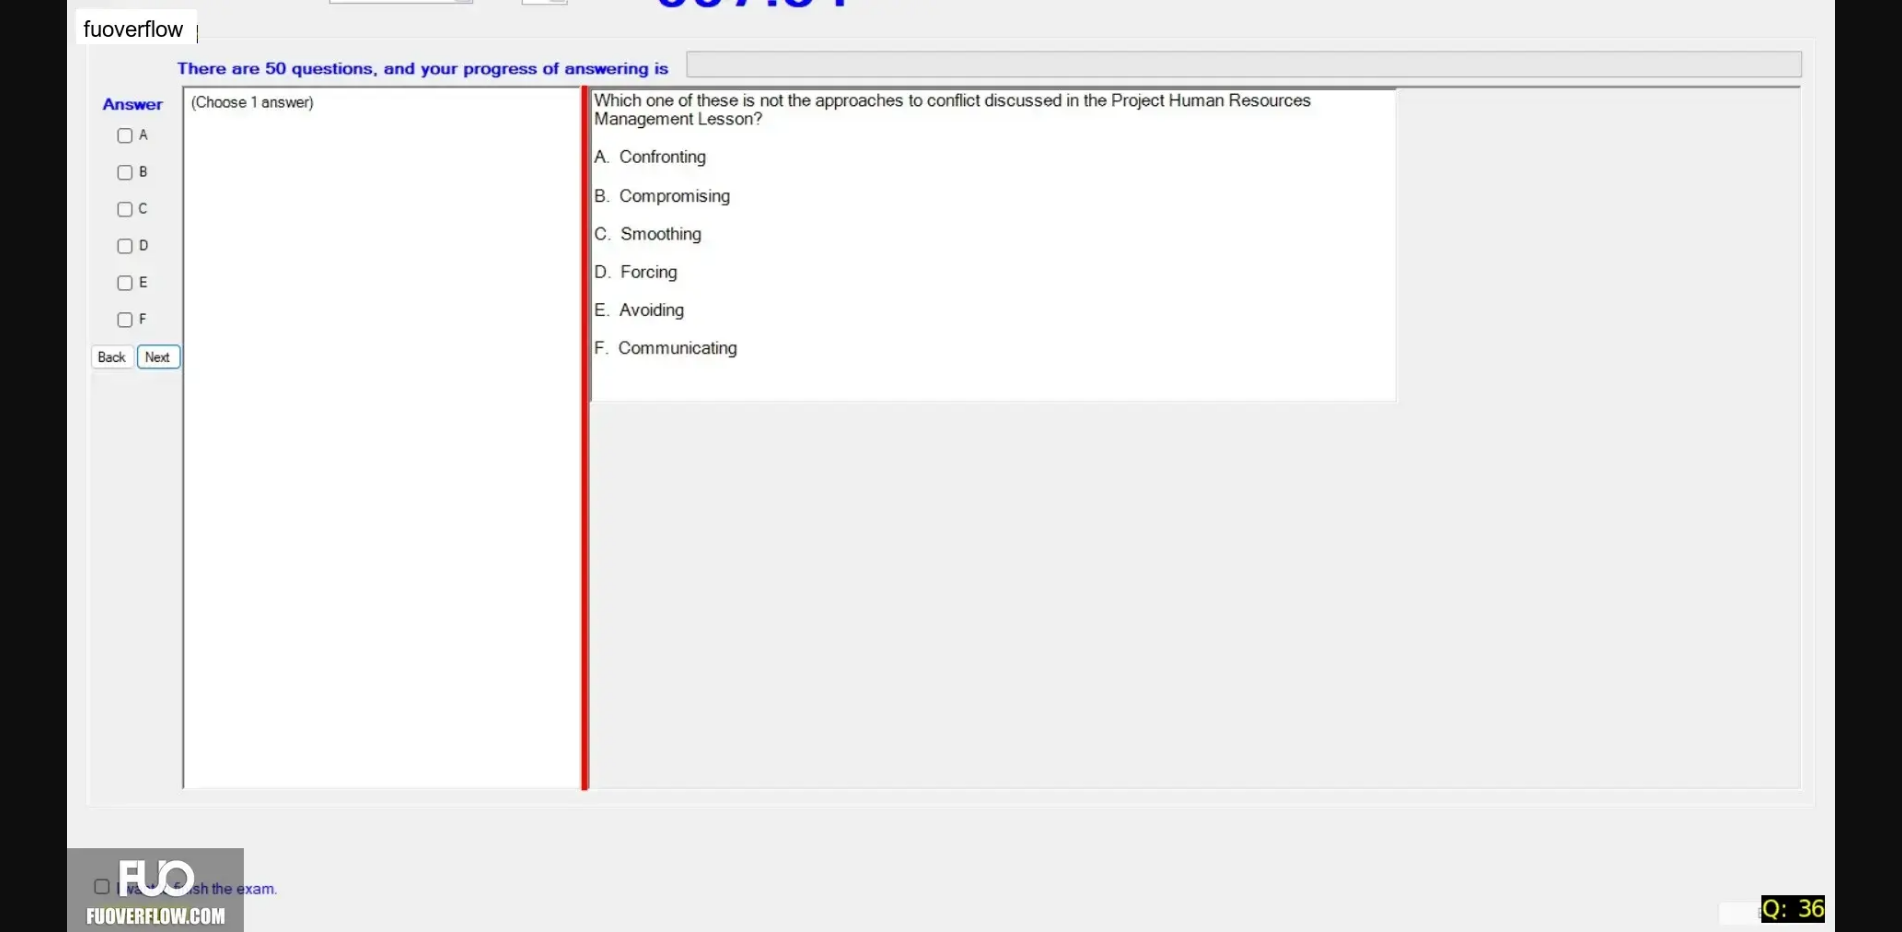 fuoverflow
There are 50 questions, and your progress of answering is
Answer
(Choose 1 answer)
A
B
C
D
E
F
Back Next
Which one of these is not the approaches to conflict discussed in the Project Human Resources
Management Lesson?
A. Confronting
B. Compromising
C. Smoothing
D. Forcing
E. Avoiding
F. Communicating
FUO
the exam.
FUOVERFLOW.COM
Q: 36